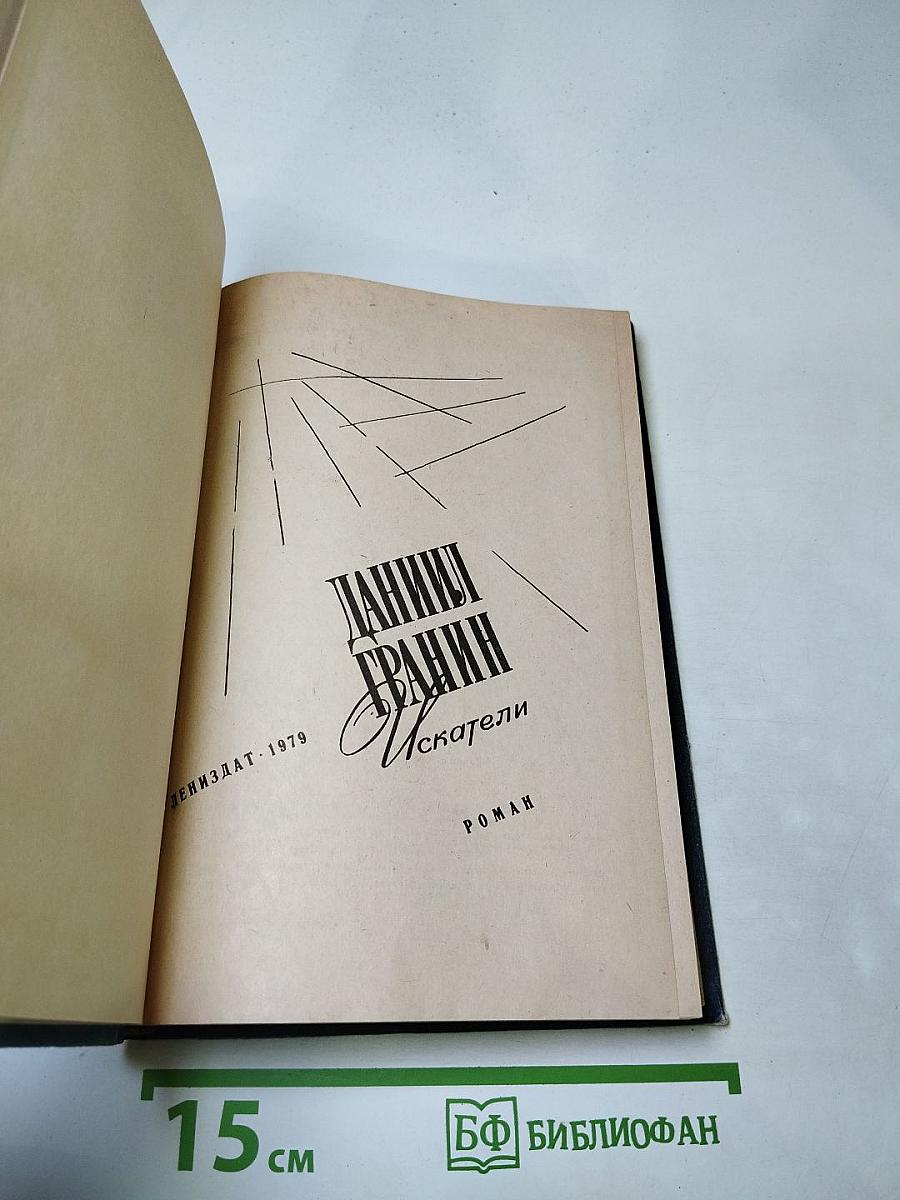 ДАНИИЛ
ГРАНИН
Искатели
ЛЕНИЗДАТ · 1979
РОМАН
15 см
БФ БИБЛИОФАН